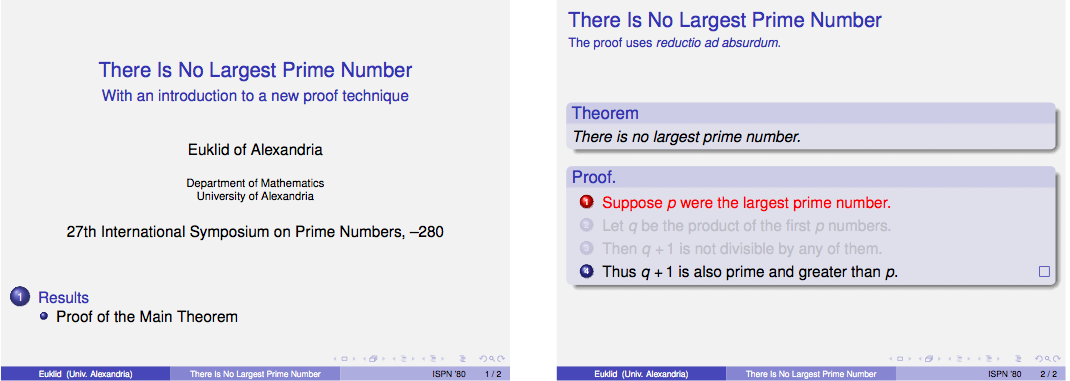 There Is No Largest Prime Number
With an introduction to a new proof technique
Euklid of Alexandria
Department of Mathematics
University of Alexandria
27th International Symposium on Prime Numbers, –280
1 Results
Proof of the Main Theorem
Euklid (Univ. Alexandria) There Is No Largest Prime Number ISPN '80 1 / 2
There Is No Largest Prime Number
The proof uses reductio ad absurdum.
Theorem
There is no largest prime number.
Proof.
1 Suppose p were the largest prime number.
2 Let q be the product of the first p numbers.
3 Then q + 1 is not divisible by any of them.
4 Thus q + 1 is also prime and greater than p.
Euklid (Univ. Alexandria) There Is No Largest Prime Number ISPN '80 2 / 2